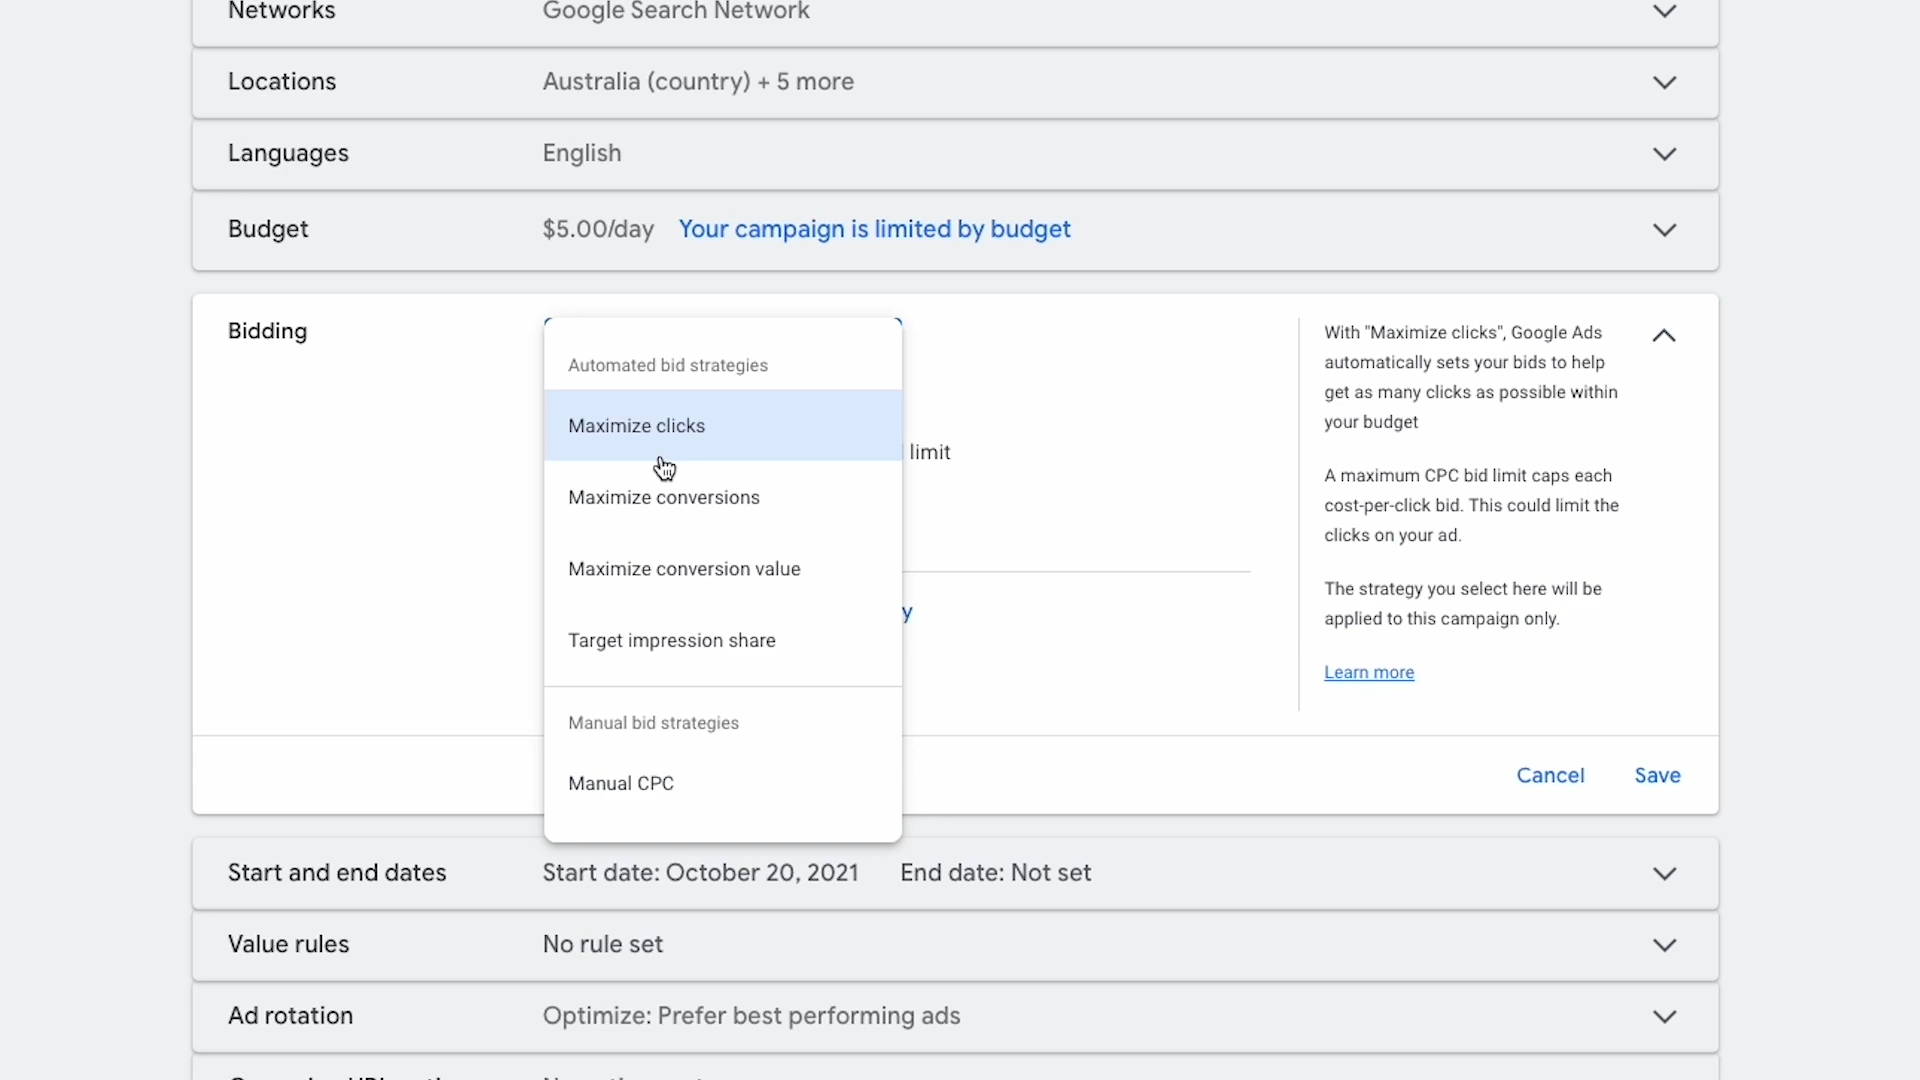 Networks Google Search Network
Locations Australia (country) + 5 more
Languages English
Budget $5.00/day Your campaign is limited by budget
Bidding
Automated bid strategies
Maximize clicks
Maximize conversions
Maximize conversion value
Target impression share
Manual bid strategies
Manual CPC
limit
y
With "Maximize clicks", Google Ads
automatically sets your bids to help
get as many clicks as possible within
your budget
A maximum CPC bid limit caps each
cost-per-click bid. This could limit the
clicks on your ad.
The strategy you select here will be
applied to this campaign only.
Learn more
Cancel Save
Start and end dates Start date: October 20, 2021 End date: Not set
Value rules No rule set
Ad rotation Optimize: Prefer best performing ads